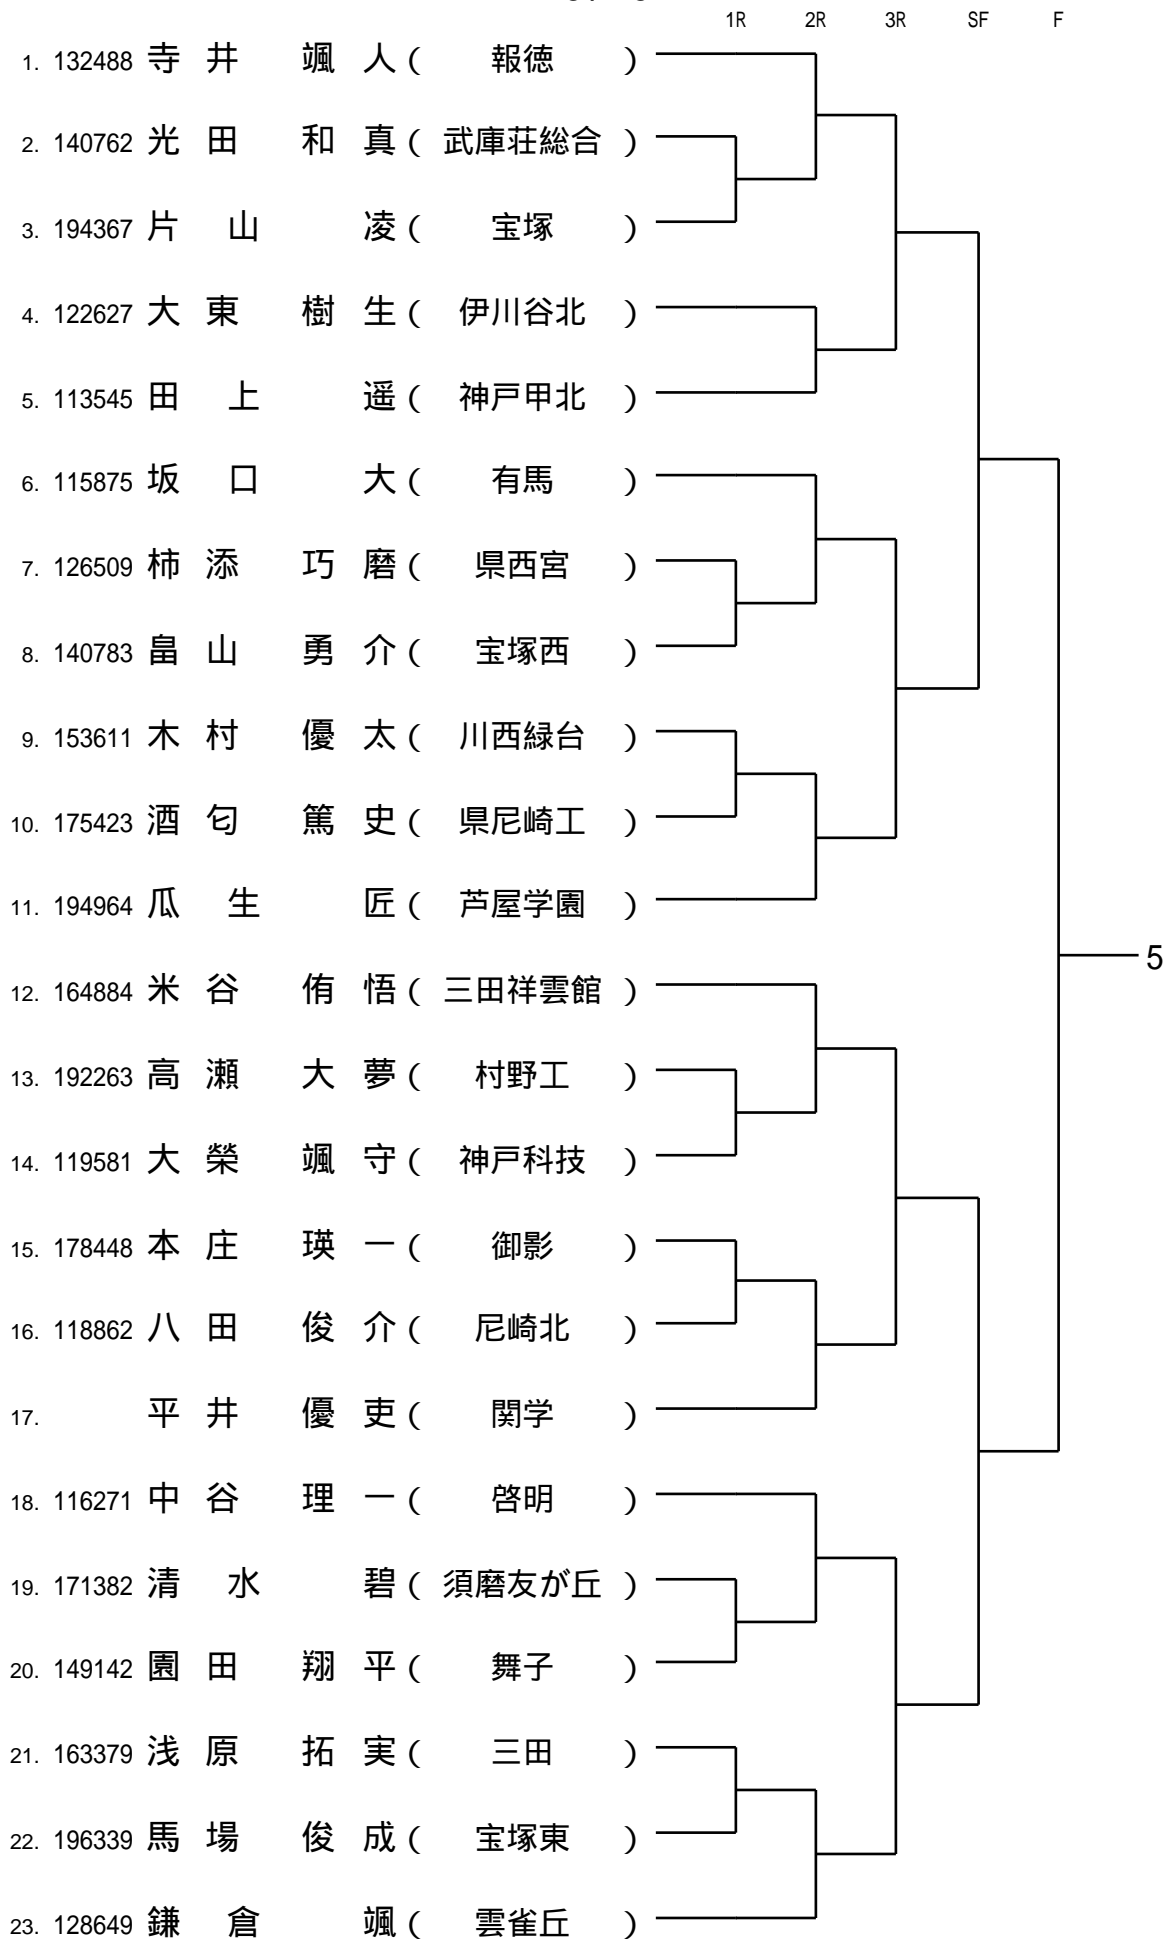 1R 2R 3R SF F
1. 132488 寺井 颯人 ( 報徳 )
2. 140762 光田 和真 ( 武庫荘総合 )
3. 194367 片山 凌 ( 宝塚 )
4. 122627 大東 樹生 ( 伊川谷北 )
5. 113545 田上 遥 ( 神戸甲北 )
6. 115875 坂口 大 ( 有馬 )
7. 126509 柿添 巧磨 ( 県西宮 )
8. 140783 畠山 勇介 ( 宝塚西 )
9. 153611 木村 優太 ( 川西緑台 )
10. 175423 酒匂 篤史 ( 県尼崎工 )
11. 194964 瓜生 匠 ( 芦屋学園 )
5
12. 164884 米谷 侑悟 ( 三田祥雲館 )
13. 192263 高瀬 大夢 ( 村野工 )
14. 119581 大榮 颯守 ( 神戸科技 )
15. 178448 本庄 瑛一 ( 御影 )
16. 118862 八田 俊介 ( 尼崎北 )
17. 平井 優吏 ( 関学 )
18. 116271 中谷 理一 ( 啓明 )
19. 171382 清水 碧 ( 須磨友が丘 )
20. 149142 園田 翔平 ( 舞子 )
21. 163379 浅原 拓実 ( 三田 )
22. 196339 馬場 俊成 ( 宝塚東 )
23. 128649 鎌倉 颯 ( 雲雀丘 )